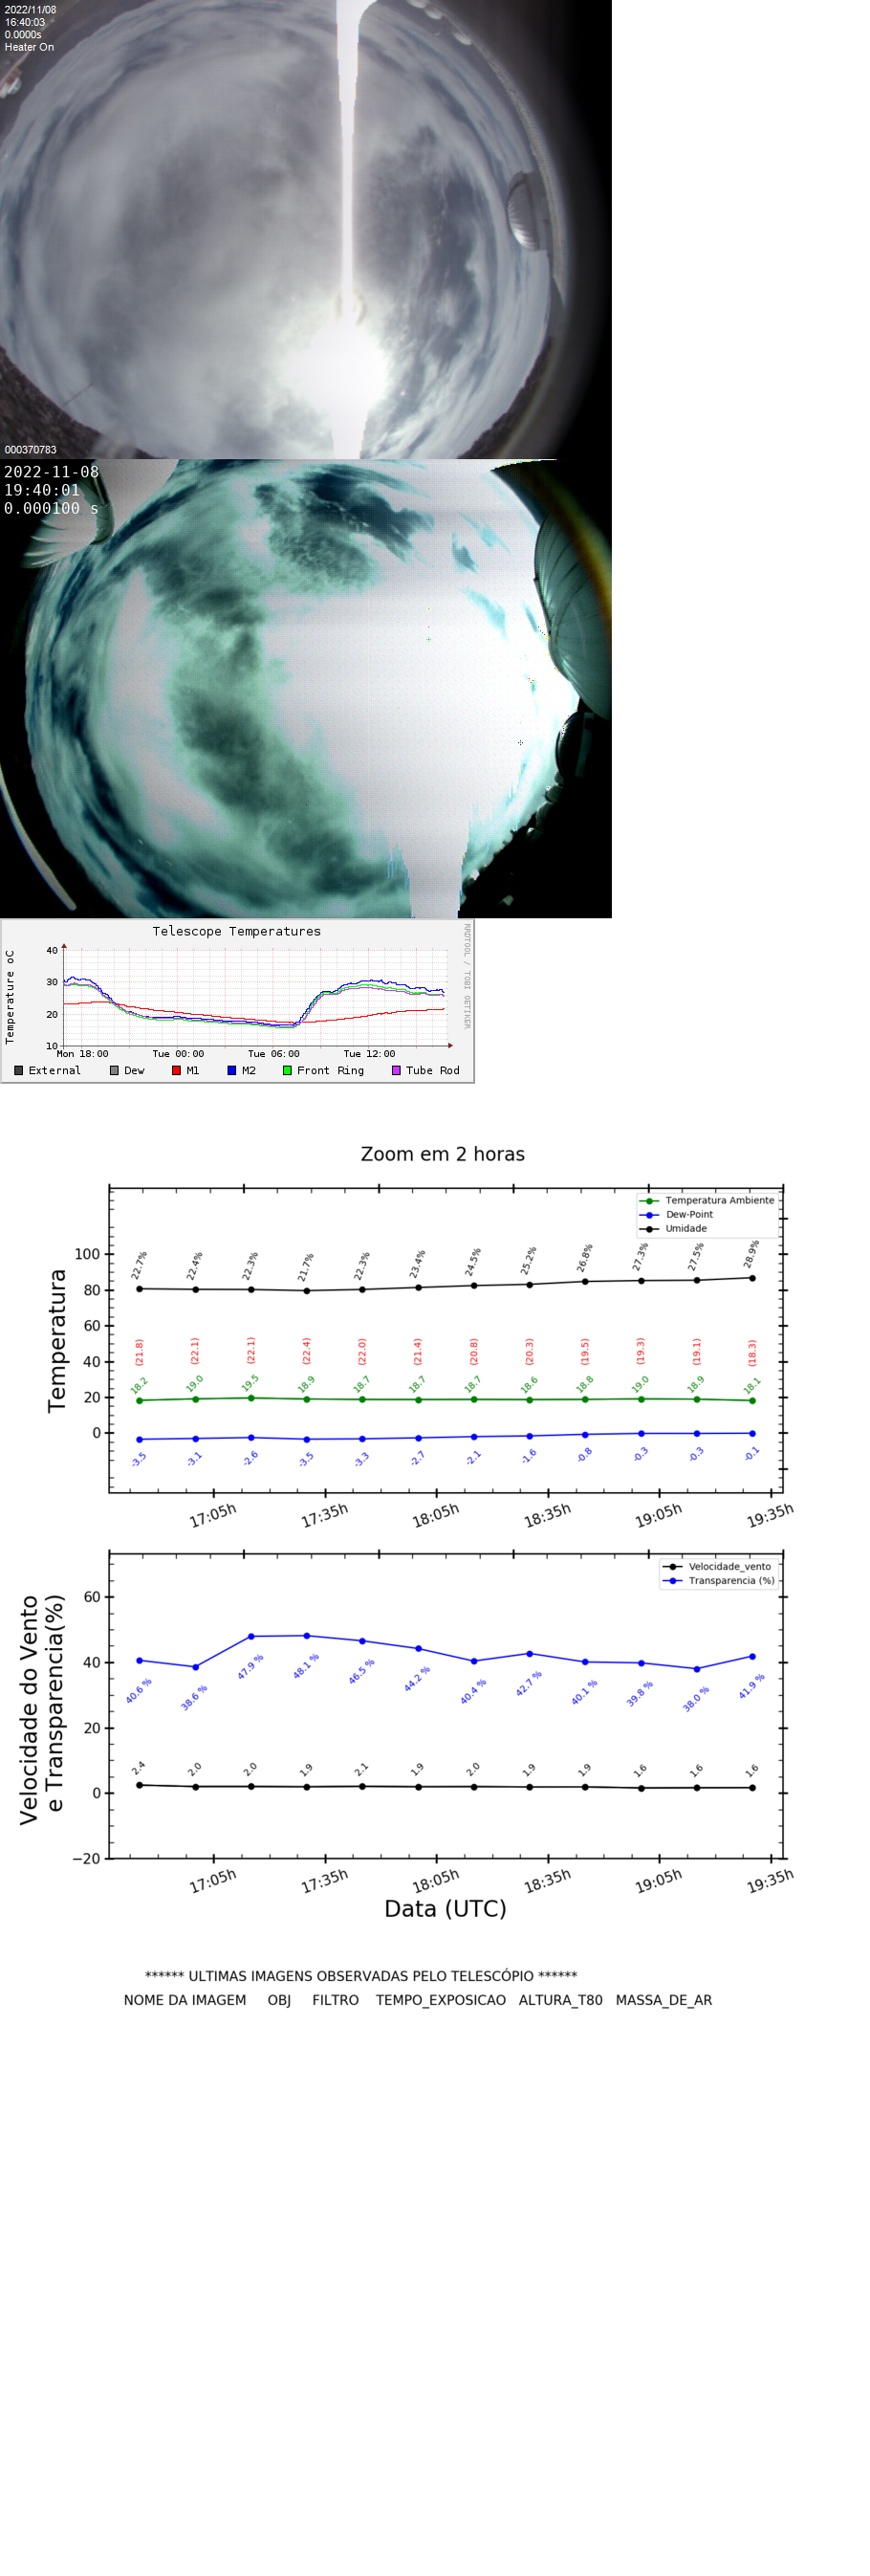 2022/11/08
16:40:03
0.0000s
Heater On
000370783
2022-11-08
19:40:01
0.000100 s
Telescope Temperatures
RRDTOOL / TOBI OETIKER
Temperature oC
40
30
20
10
Mon 18:00 Tue 00:00 Tue 06:00 Tue 12:00
External Dew M1 M2 Front Ring Tube Rod
Zoom em 2 horas
Temperatura Ambiente
Dew-Point
Umidade
Temperatura
100
80
60
40
20
0
22.7% 22.4% 22.3% 21.7% 22.3% 23.4% 24.5% 25.2% 26.8% 27.3% 27.5% 28.9%
(21.8) (22.1) (22.1) (22.4) (22.0) (21.4) (20.8) (20.3) (19.5) (19.3) (19.1) (18.3)
18.2 19.0 19.5 18.9 18.7 18.7 18.7 18.6 18.8 19.0 18.9 18.1
-3.5 -3.1 -2.6 -3.5 -3.3 -2.7 -2.1 -1.6 -0.8 -0.3 -0.3 -0.1
17:05h 17:35h 18:05h 18:35h 19:05h 19:35h
Velocidade_vento
Transparencia (%)
Velocidade do Vento
e Transparencia(%)
60
40
20
0
−20
40.6 % 38.6 % 47.9 % 48.1 % 46.5 % 44.2 % 40.4 % 42.7 % 40.1 % 39.8 % 38.0 % 41.9 %
2.4 2.0 2.0 1.9 2.1 1.9 2.0 1.9 1.9 1.6 1.6 1.6
17:05h 17:35h 18:05h 18:35h 19:05h 19:35h
Data (UTC)
****** ULTIMAS IMAGENS OBSERVADAS PELO TELESCÓPIO ******
NOME DA IMAGEM OBJ FILTRO TEMPO_EXPOSICAO ALTURA_T80 MASSA_DE_AR